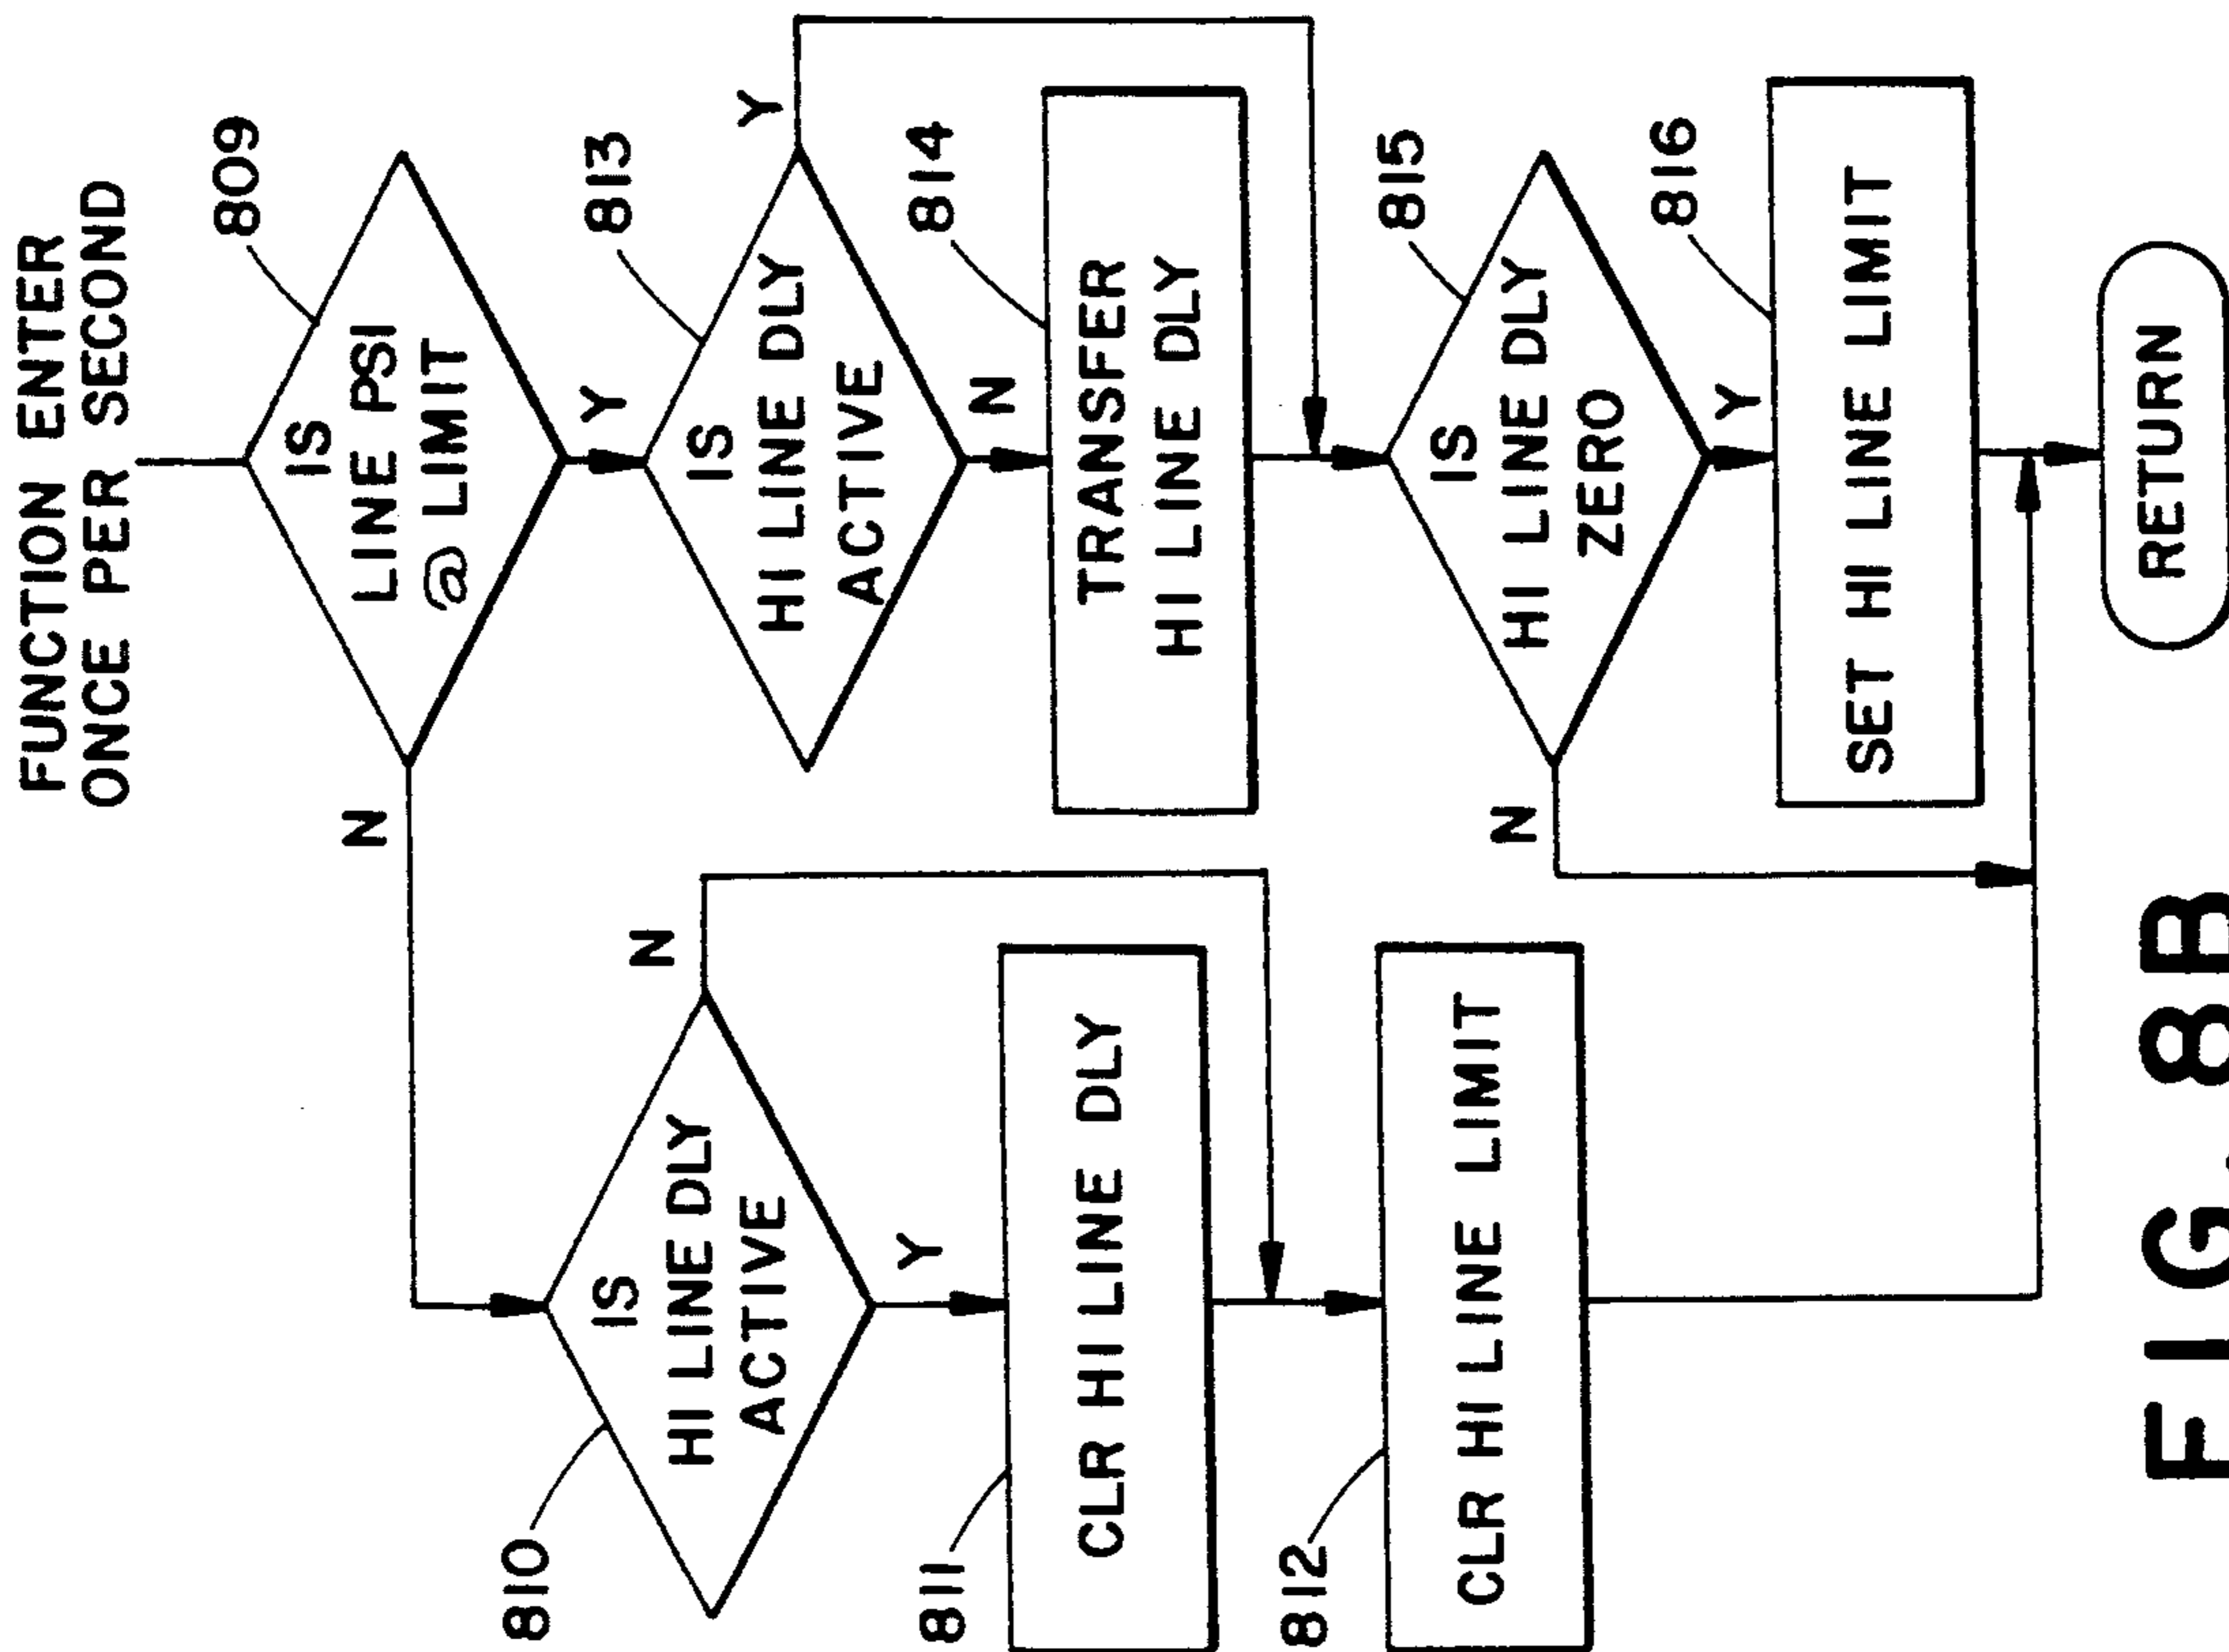 FUNCTION ENTER
ONCE PER SECOND
809
IS
LINE PSI
@ LIMIT
N
Y
810
IS
HI LINE DLY
ACTIVE
N
Y
811
CLR HI LINE DLY
812
CLR HI LINE LIMIT
813
IS
HI LINE DLY
ACTIVE
Y
N
814
TRANSFER
HI LINE DLY
815
IS
HI LINE DLY
ZERO
N
Y
816
SET HI LINE LIMIT
RETURN
FIG. 8B